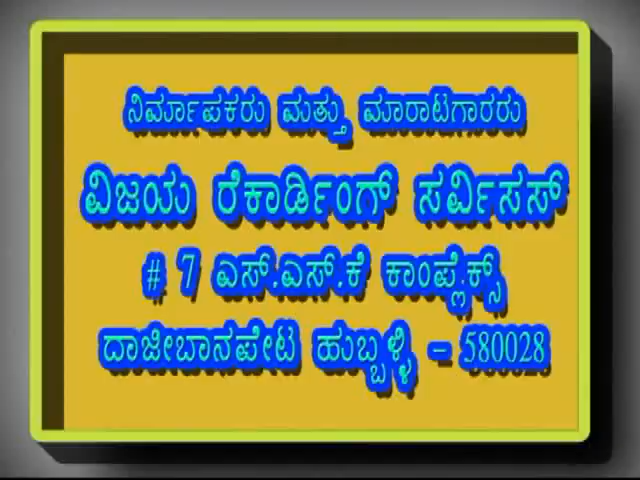 ನಿರ್ಮಾಪಕರು ಮತ್ತು ಮಾರಾಟಗಾರರು
ವಿಜಯ ರೆಕಾರ್ಡಿಂಗ್ ಸರ್ವಿಸಸ್
# 7 ಎಸ್.ಎಸ್.ಕೆ ಕಾಂಪ್ಲೆಕ್ಸ್
ದಾಜೀಬಾನಪೇಟ ಹುಬ್ಬಳ್ಳಿ - 580028